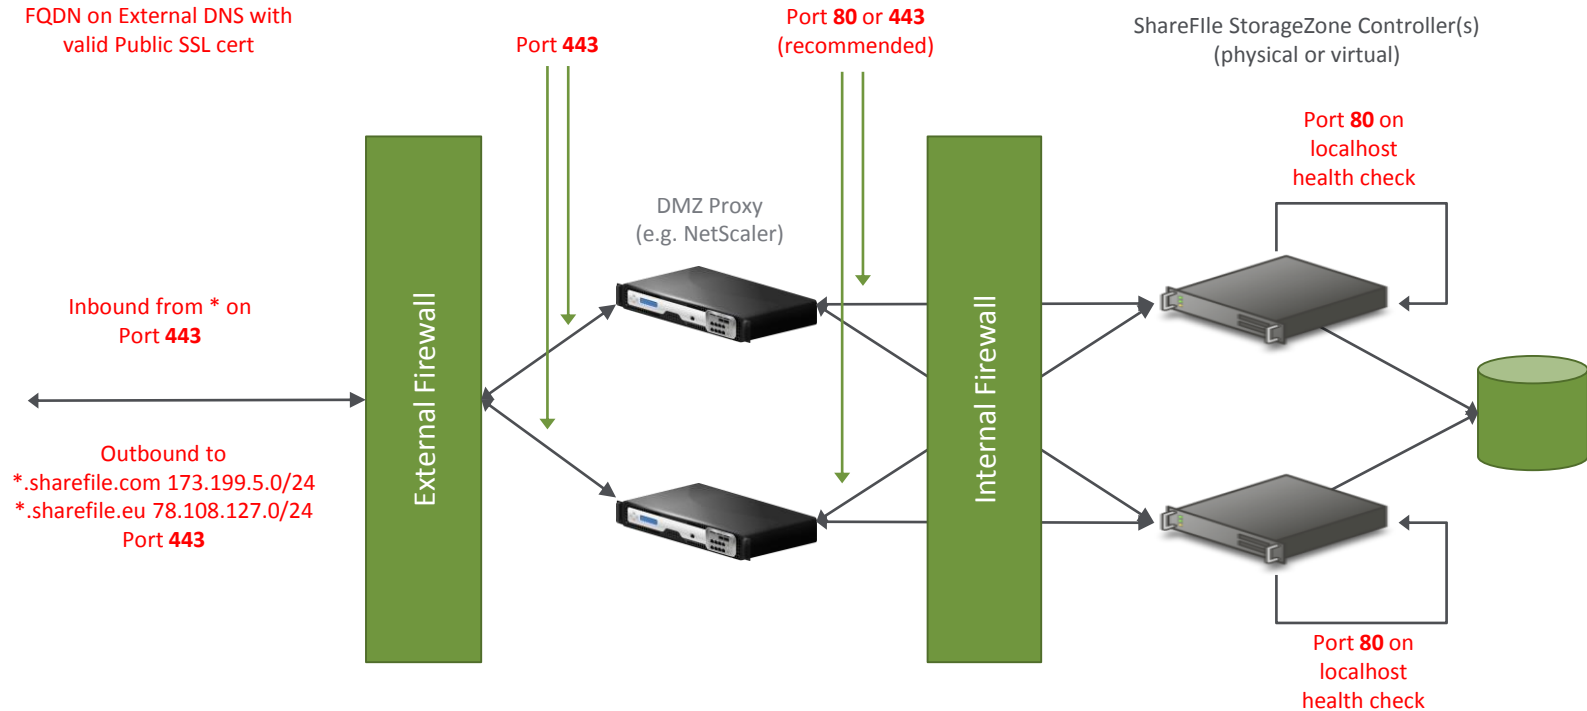 FQDN on External DNS with
valid Public SSL cert
Port 443
Port 80 or 443
(recommended)
ShareFIle StorageZone Controller(s)
(physical or virtual)
Port 80 on
localhost
health check
DMZ Proxy
(e.g. NetScaler)
Inbound from * on
Port 443
External Firewall
Internal Firewall
Outbound to
*.sharefile.com 173.199.5.0/24
*.sharefile.eu 78.108.127.0/24
Port 443
Port 80 on
localhost
health check